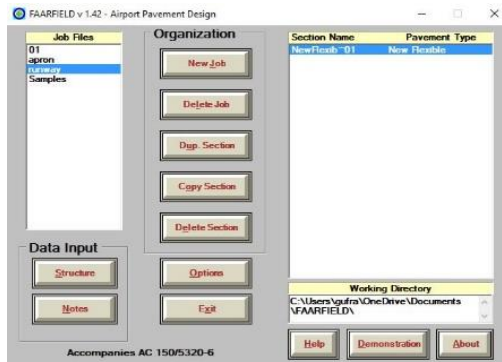 FAARFIELD v 1.42 - Airport Pavement Design
Job Files
01
apron
runway
Samples
Organization
New Job
Delete Job
Dup. Section
Copy Section
Delete Section
Data Input
Structure
Notes
Options
Exit
Accompanies AC 150/5320-6
Section Name Pavement Type
NewFlexib~01 New Flexible
Working Directory
C:\Users\gufra\OneDrive\Documents
\FAARFIELD\
Help
Demonstration
About